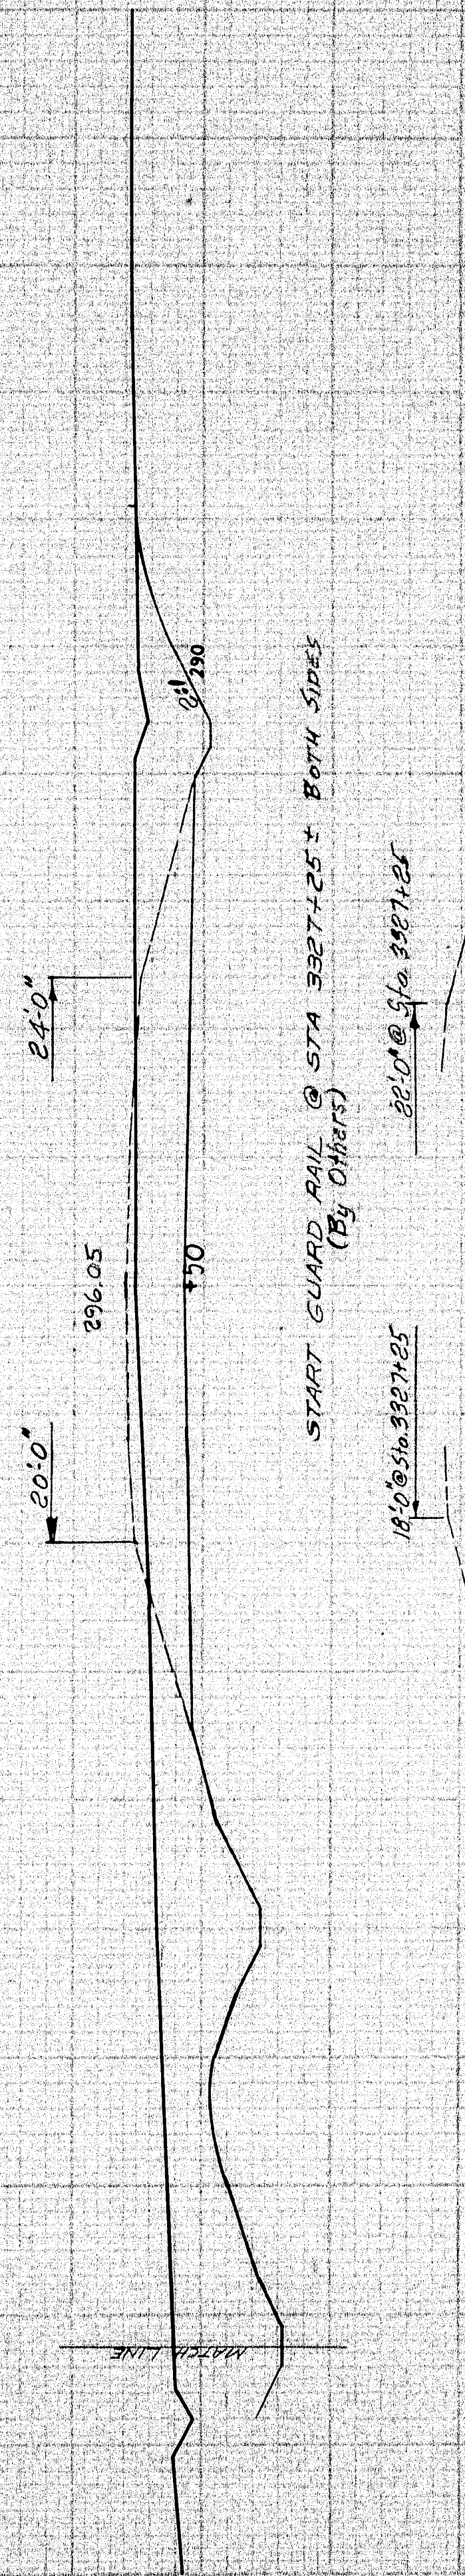 20'-0"
24'-0"
296.05
+50
2:1
290
MATCH LINE
START GUARD RAIL @ STA 3327+25± BOTH SIDES
(By Others)
18'-0"@Sta.3327+25
22'-0"@ Sta. 3327+25